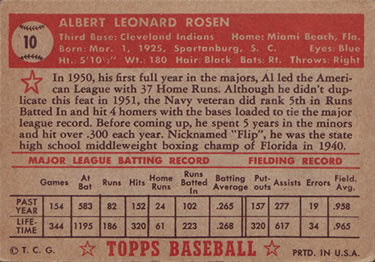 10
ALBERT LEONARD ROSEN
Third Base: Cleveland Indians Home: Miami Beach, Fla.
Born: Mar. 1, 1925, Spartanburg, S. C. Eyes: Blue
Ht.: 5'10½" Wt.: 180 Hair: Black Bats: Rt. Throws: Right
In 1950, his first full year in the majors, Al led the American
League with 37 Home Runs. Although he didn't
duplicate this feat in 1951, the Navy veteran did rank 5th in Runs
Batted In and hit 4 homers with the bases loaded to tie the major
league record. Before coming up, he spent 5 years in the minors
and hit over .300 each year. Nicknamed "Flip", he was the state
high school middleweight boxing champ of Florida in 1940.
MAJOR LEAGUE BATTING RECORD FIELDING RECORD
Games At Bat Runs Hits Home Runs Runs Batted In Batting Average Put-outs Assists Errors Field. Av.
PAST YEAR 154 583 82 152 24 102 .265 157 277 19 .958
LIFE-TIME 344 1195 186 320 61 223 .268 332 617 34 .965
© T. C. G. TOPPS BASEBALL PRTD. IN U.S.A.